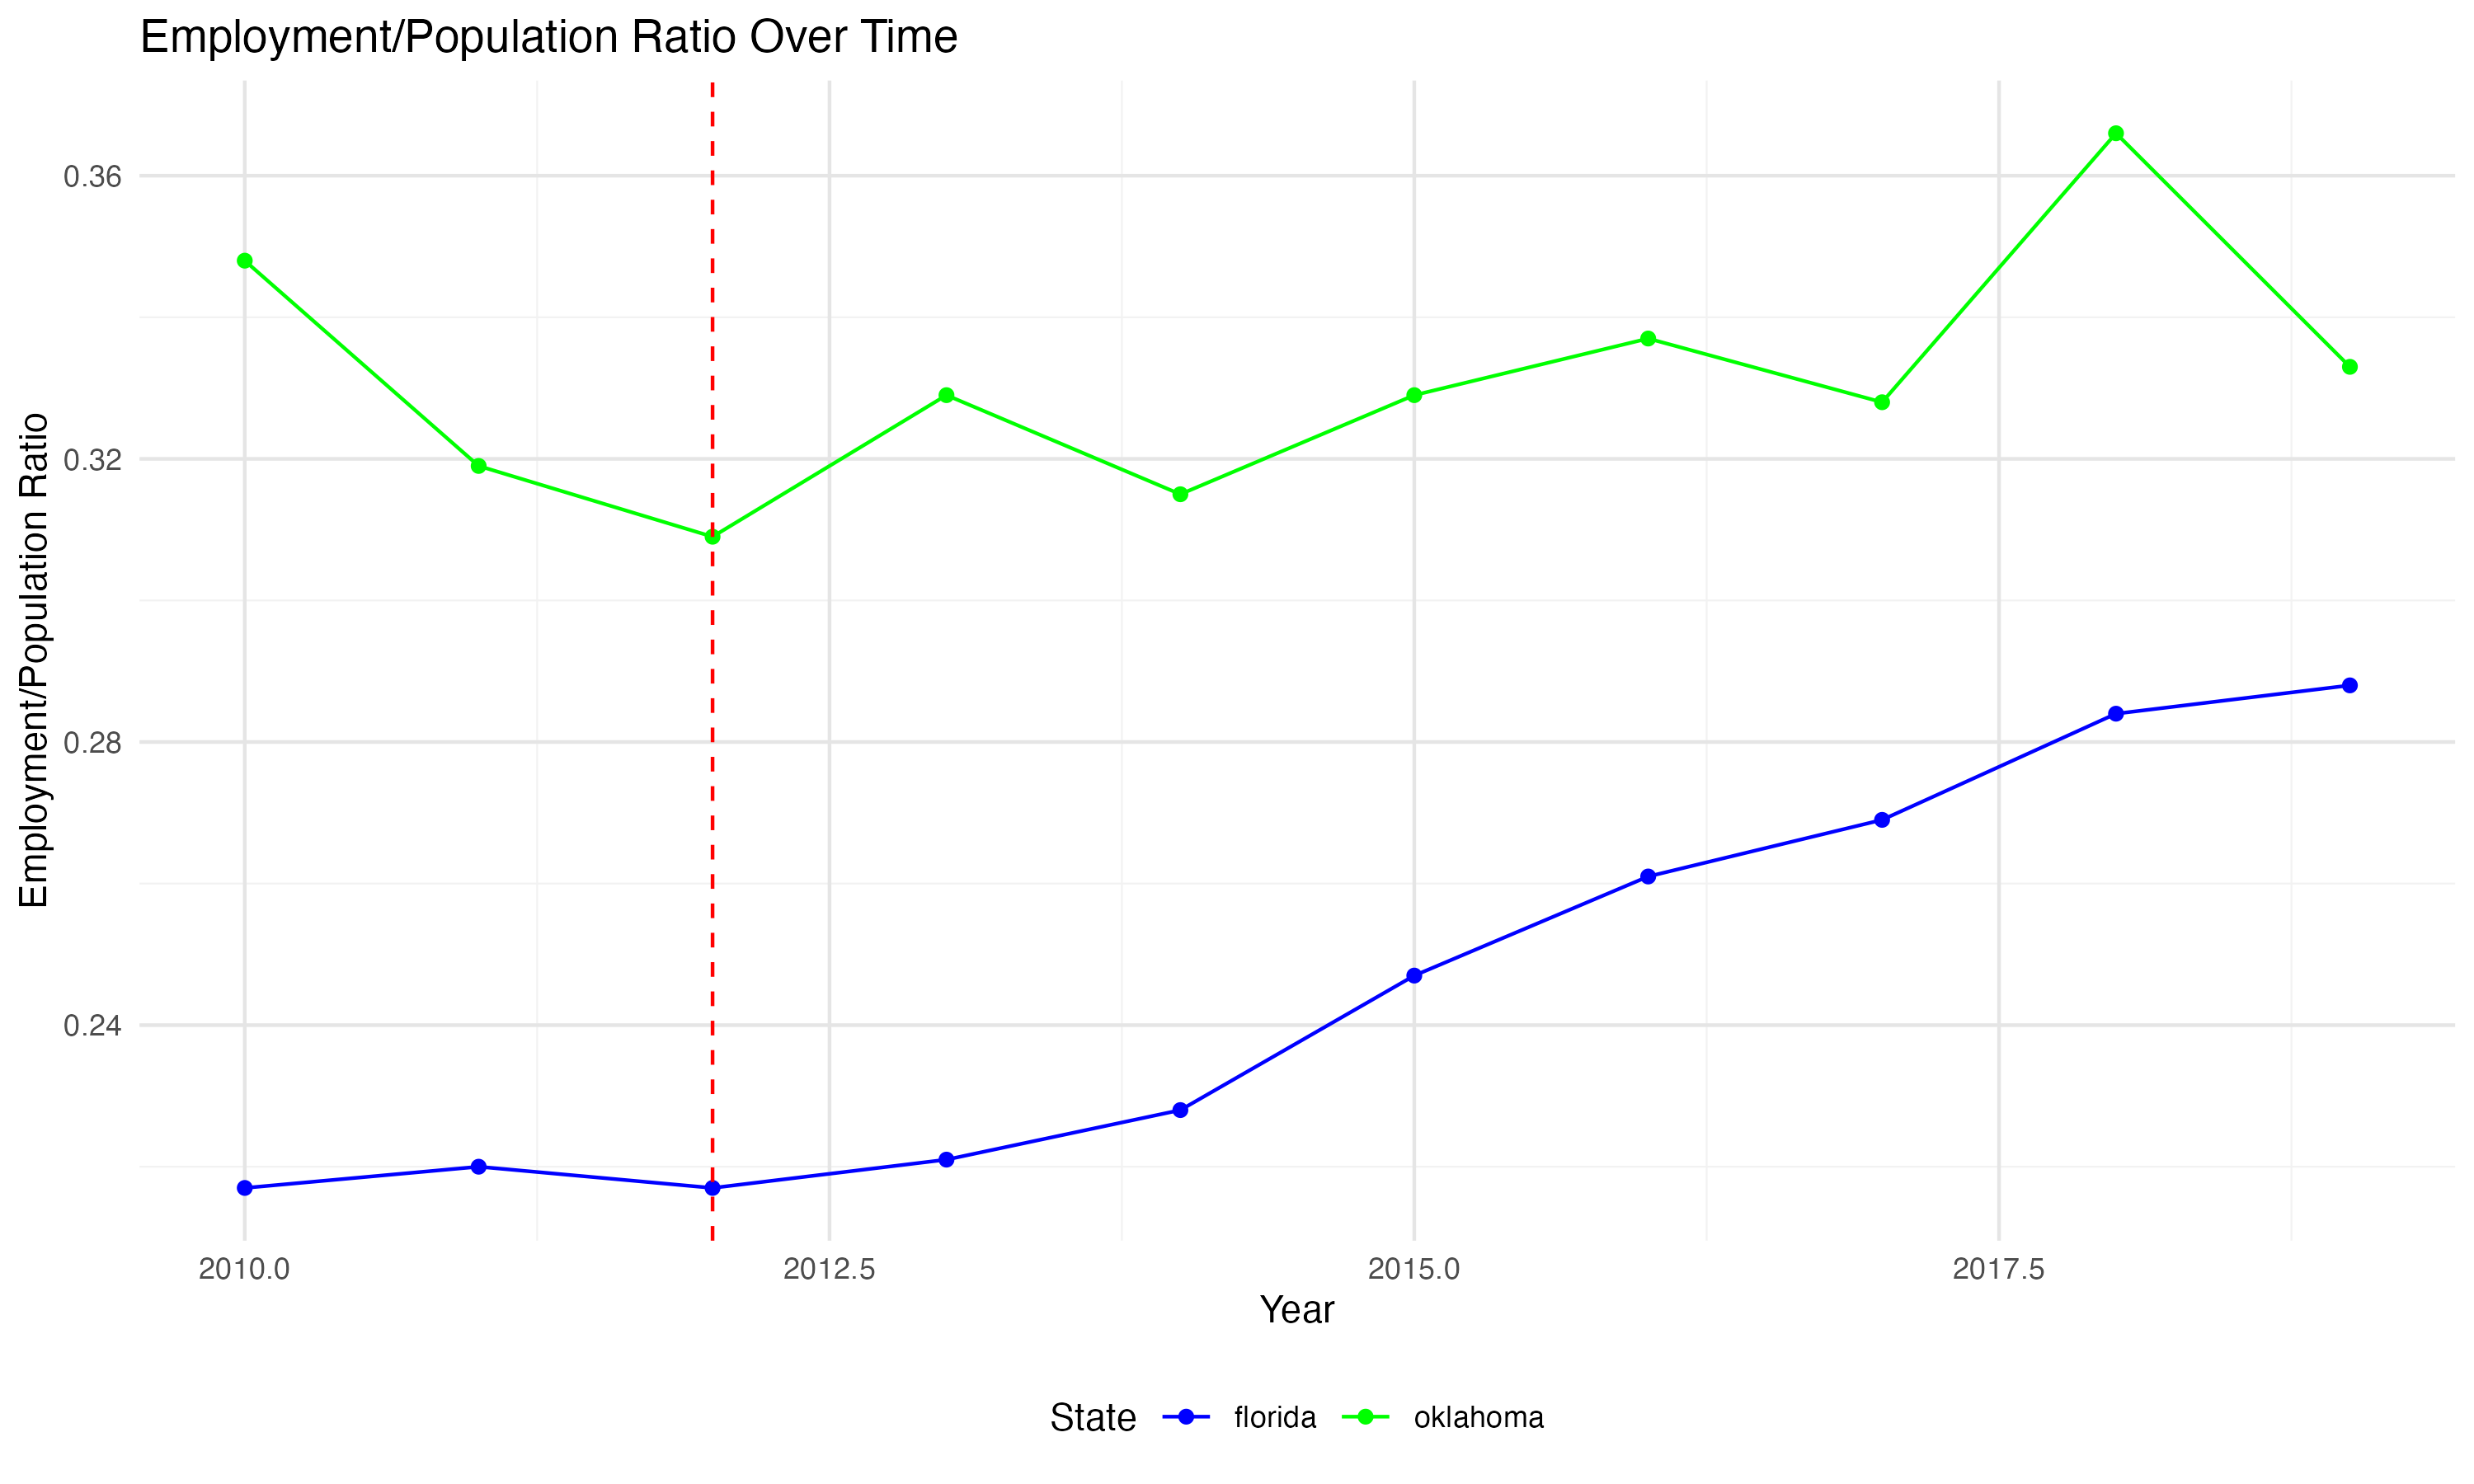 Employment/Population Ratio Over Time
Employment/Population Ratio
0.36
0.32
0.28
0.24
2010.0 2012.5 2015.0 2017.5
Year
State florida oklahoma